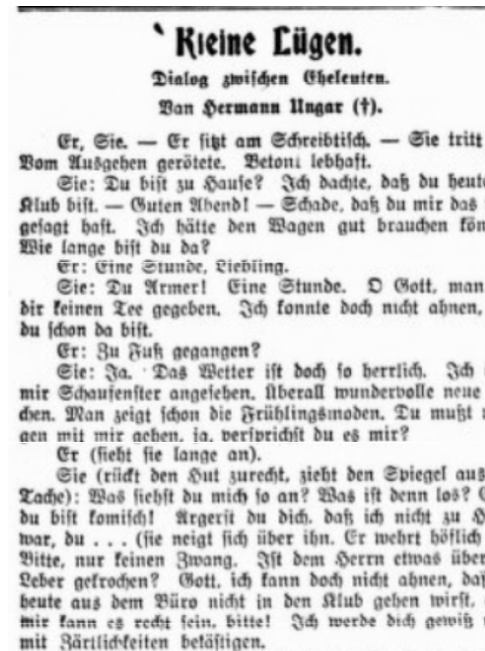 Kleine Lügen.
Dialog zwischen Eheleuten.
Van Hermann Ungar (†).
Er, Sie. — Er sitzt am Schreibtisch. — Sie tritt
Vom Ausgehen gerötete. Betont lebhaft.
Sie: Du bist zu Hause? Ich dachte, daß du heute
Klub bist. — Guten Abend! — Schade, daß du mir das
gesagt hast. Ich hätte den Wagen gut brauchen kön
Wie lange bist du da?
Er: Eine Stunde, Liebling.
Sie: Du Armer! Eine Stunde. O Gott, man
dir keinen Tee gegeben. Ich konnte doch nicht ahnen,
du schon da bist.
Er: Zu Fuß gegangen?
Sie: Ja. Das Wetter ist doch so herrlich. Ich
mir Schaufenster angesehen. Überall wundervolle neue
chen. Man zeigt schon die Frühlingsmoden. Du mußt
gen mit mir gehen, ja, versprichst du es mir?
Er (sieht sie lange an).
Sie (rückt den Hut zurecht, zieht den Spiegel aus
Tache): Was siehst du mich so an? Was ist denn los?
du bist komisch! Ärgerst du dich, daß ich nicht zu H
war, du . . . (sie neigt sich über ihn. Er wehrt höflich
Bitte, nur keinen Zwang. Ist dem Herrn etwas über
Leber gekrochen? Gott, ich kann doch nicht ahnen, daß
heute aus dem Büro nicht in den Klub gehen wirst,
mir kann es recht sein, bitte! Ich werde dich gewiß
mit Zärtlichkeiten belästigen.